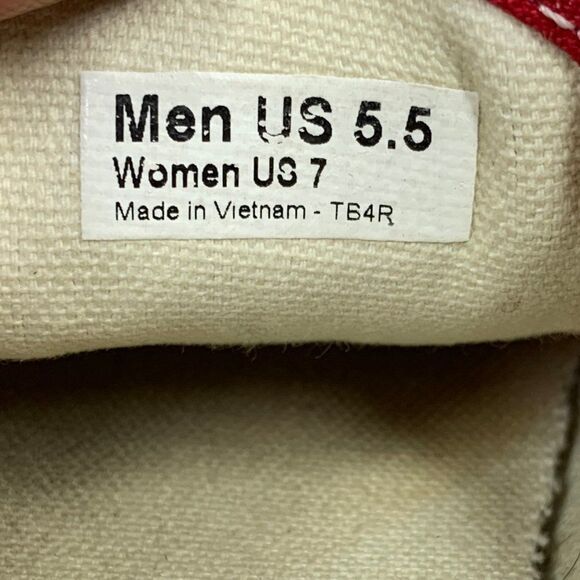 Men US 5.5
Women US 7
Made in Vietnam - TB4R